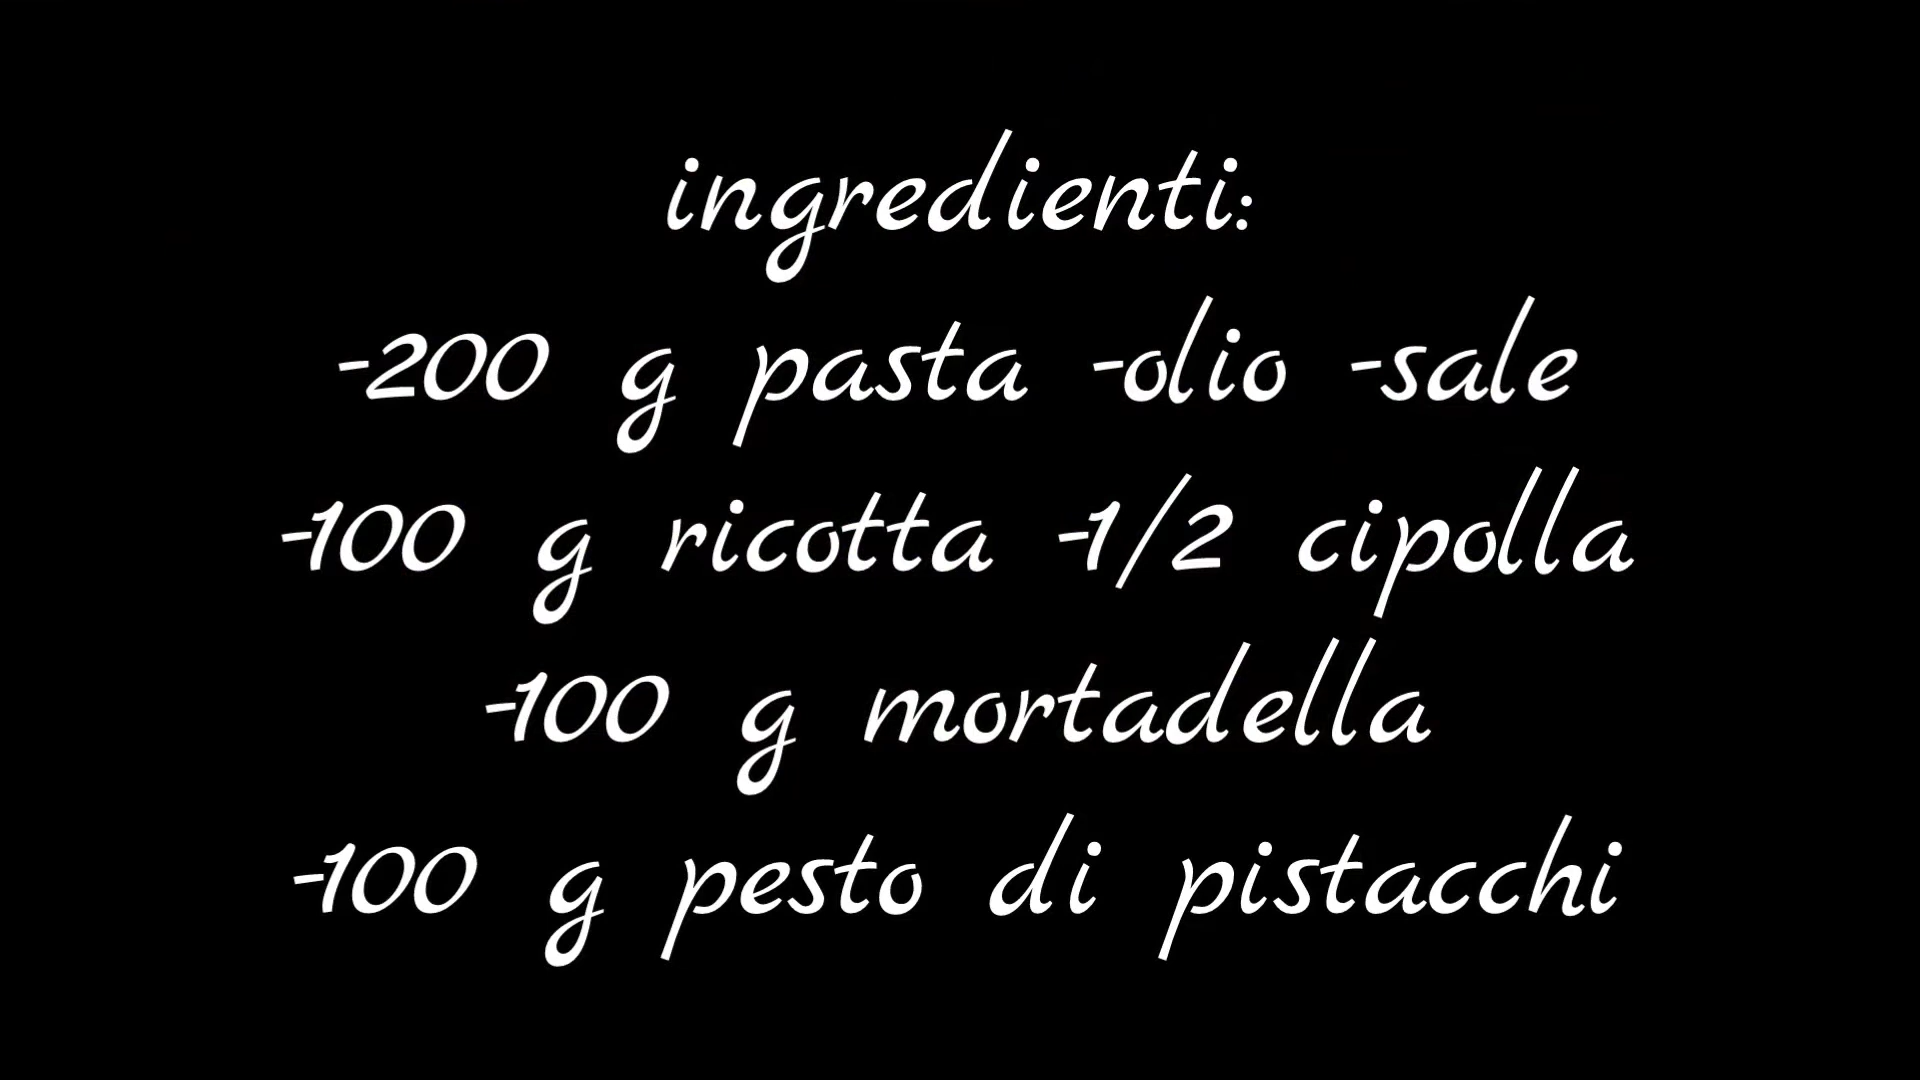 ingredienti:
-200 g pasta -olio -sale
-100 g ricotta -1/2 cipolla
-100 g mortadella
-100 g pesto di pistacchi